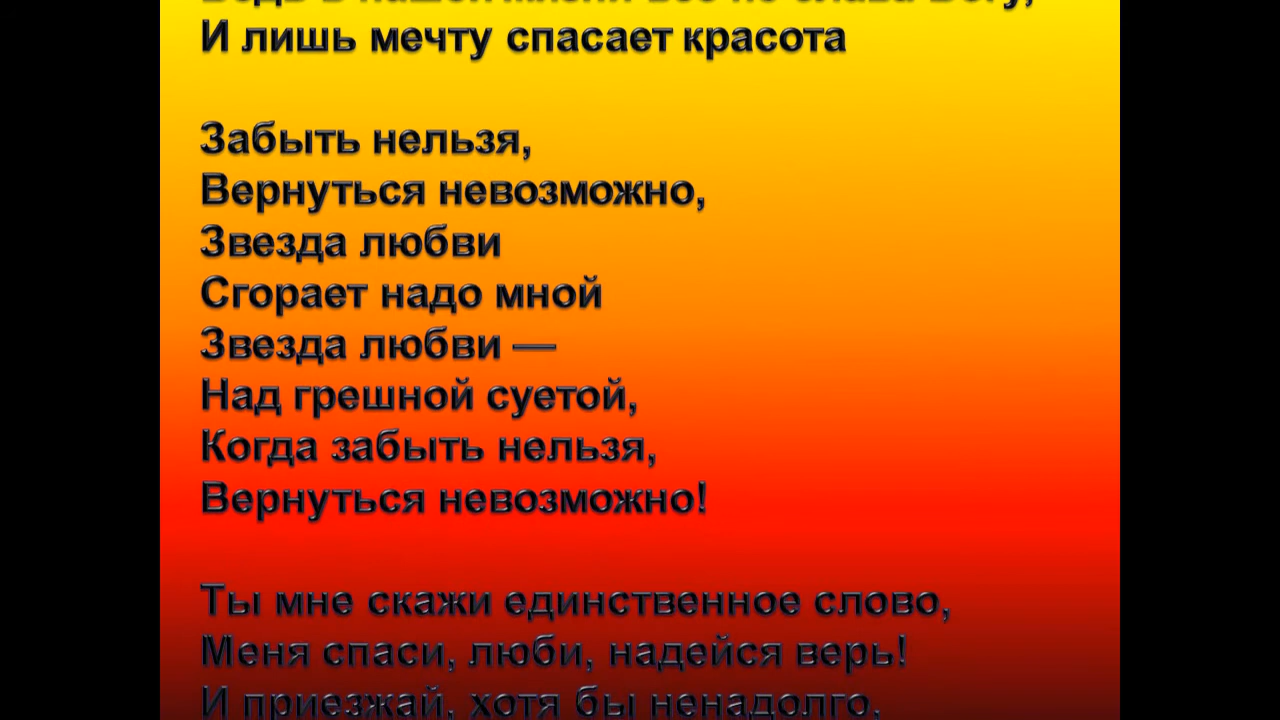 И лишь мечту спасает красота
Забыть нельзя,
Вернуться невозможно,
Звезда любви
Сгорает надо мной
Звезда любви —
Над грешной суетой,
Когда забыть нельзя,
Вернуться невозможно!
Ты мне скажи единственное слово,
Меня спаси, люби, надейся верь!
И приезжай, хотя бы ненадолго,